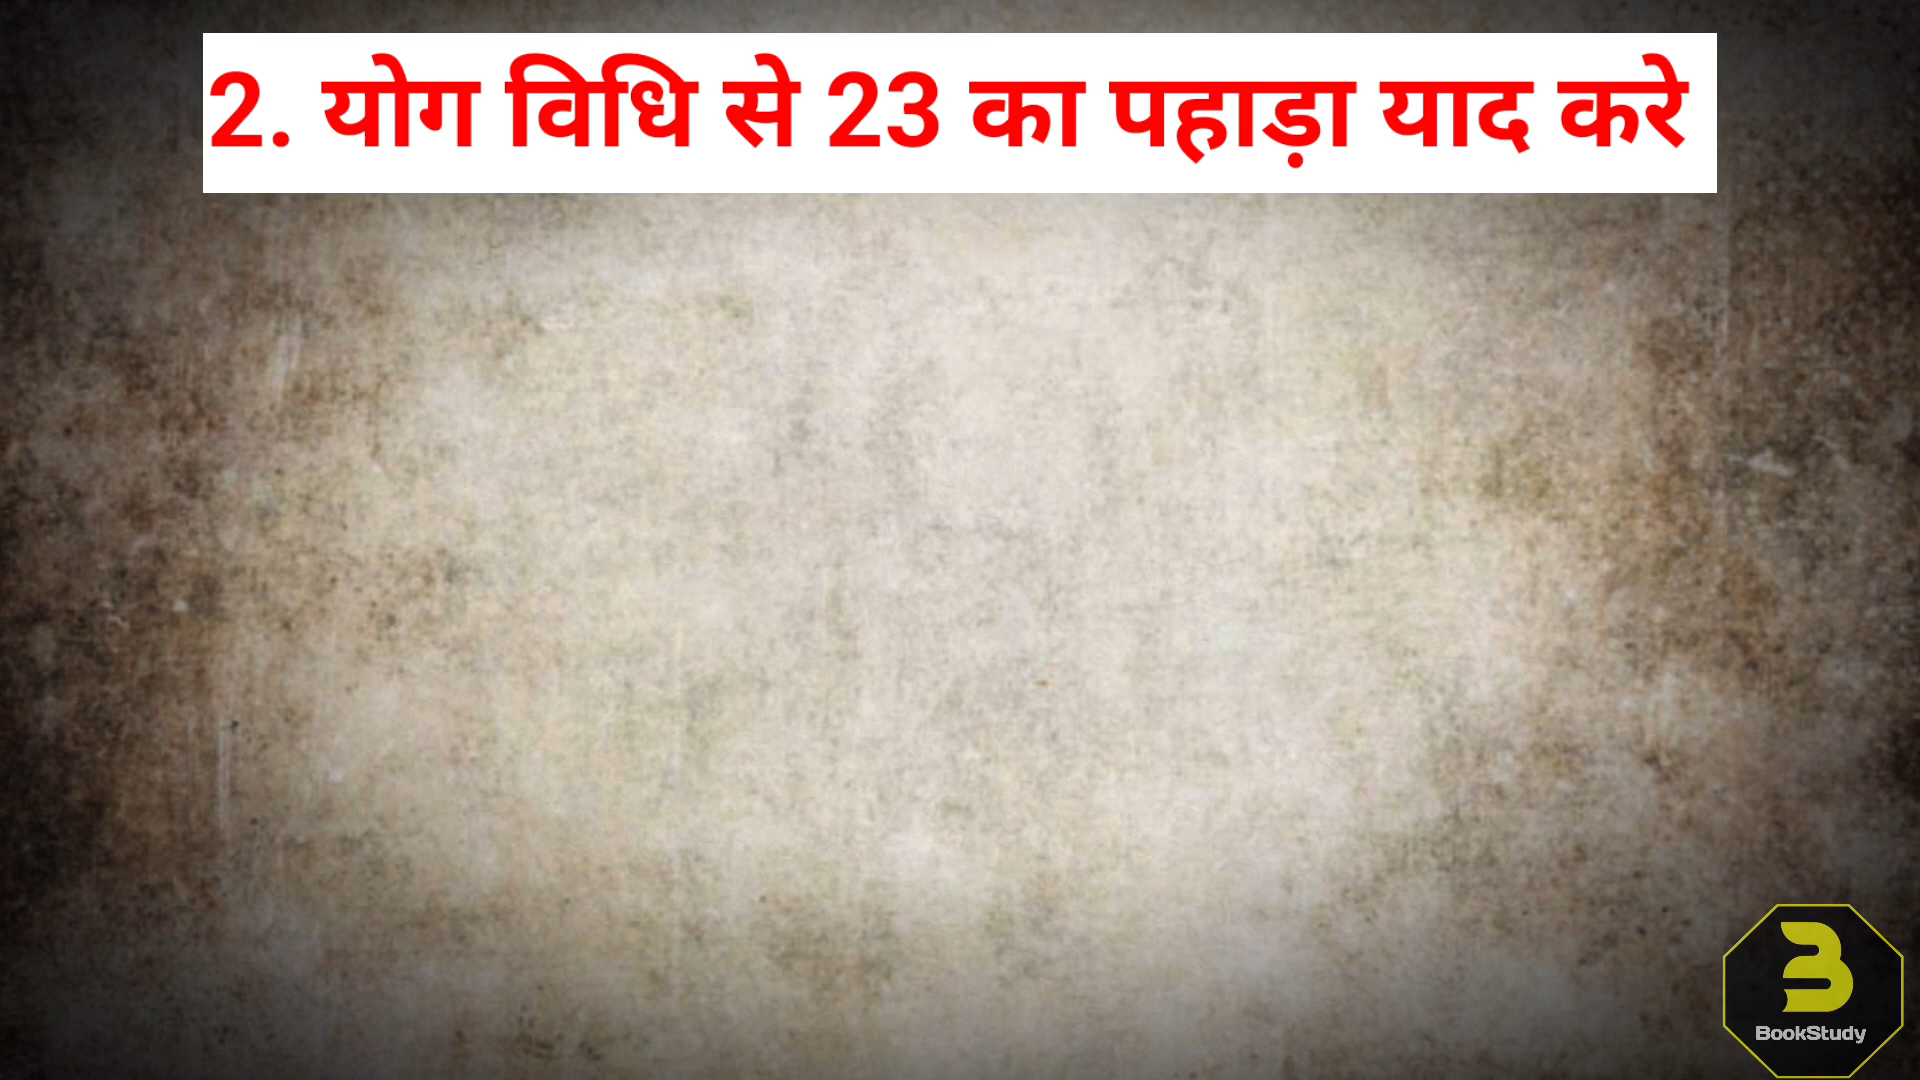 2. योग विधि से 23 का पहाड़ा याद करे
BookStudy